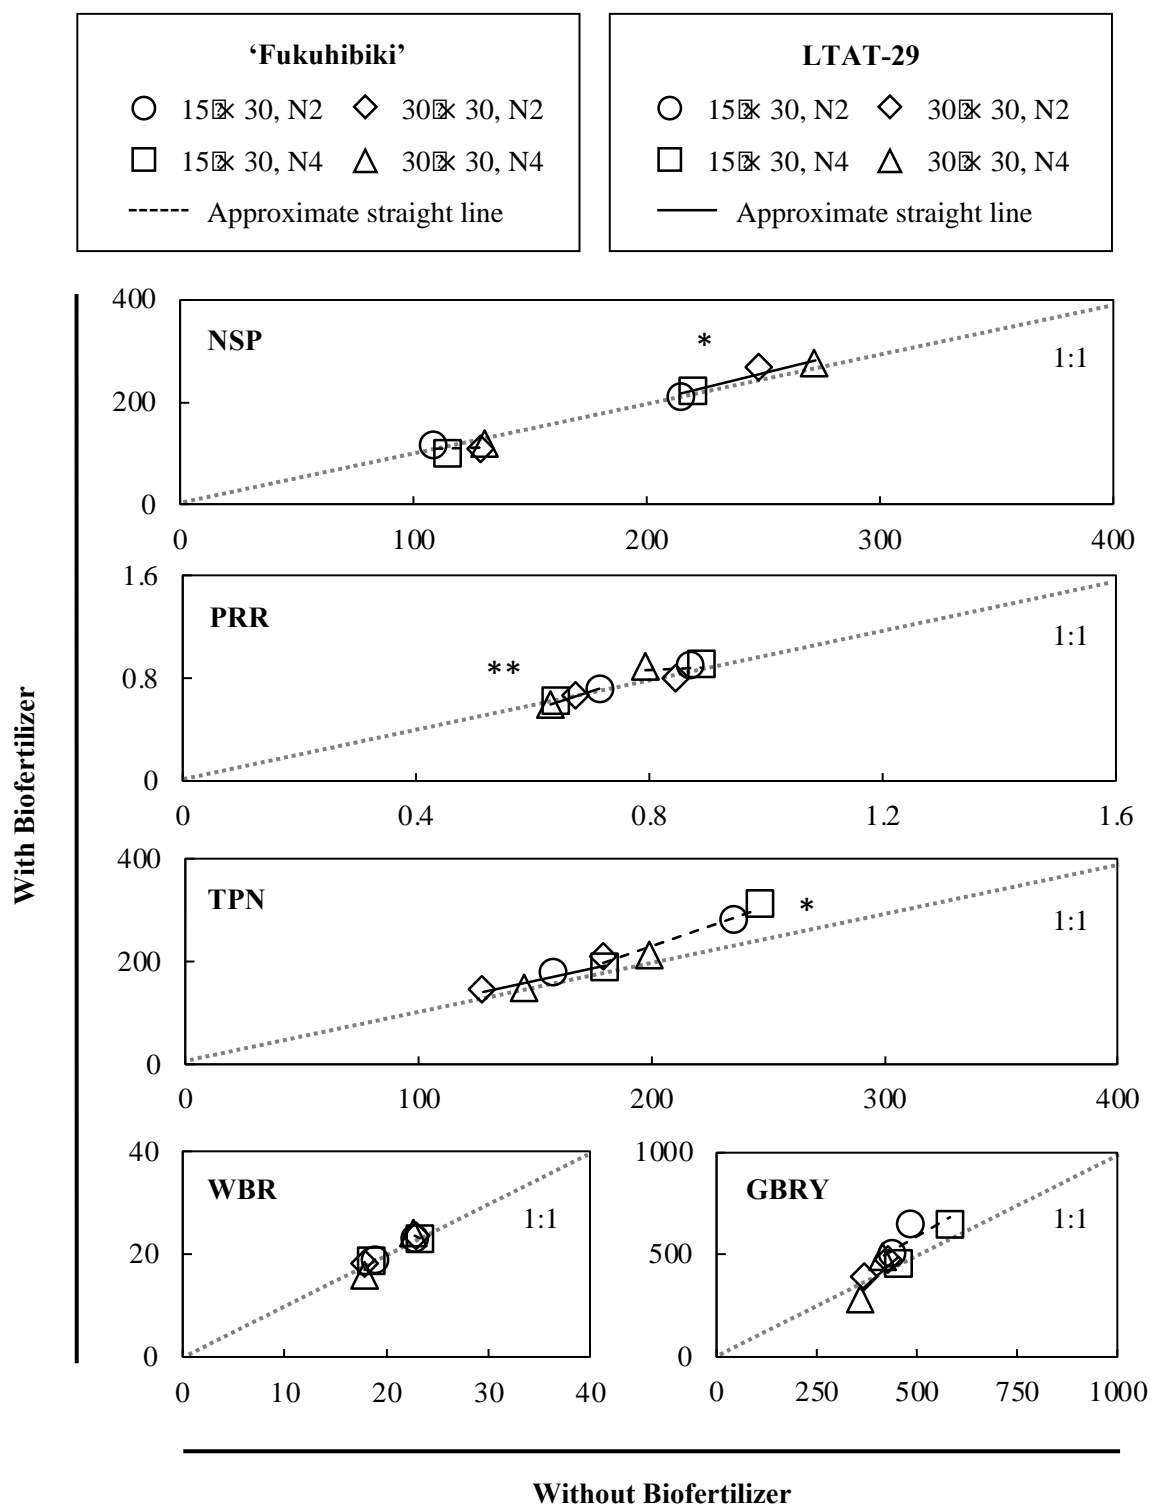 ‘Fukuhibiki’
15 × 30, N2 30 × 30, N2
15 × 30, N4 30 × 30, N4
Approximate straight line
LTAT-29
15 × 30, N2 30 × 30, N2
15 × 30, N4 30 × 30, N4
Approximate straight line
With Biofertilizer
400
200
0
NSP
*
1:1
0 100 200 300 400
1.6
0.8
0
PRR
**
1:1
0 0.4 0.8 1.2 1.6
400
200
0
TPN
*
1:1
0 100 200 300 400
40
20
0
WBR
1:1
0 10 20 30 40
1000
500
0
GBRY
1:1
0 250 500 750 1000
Without Biofertilizer